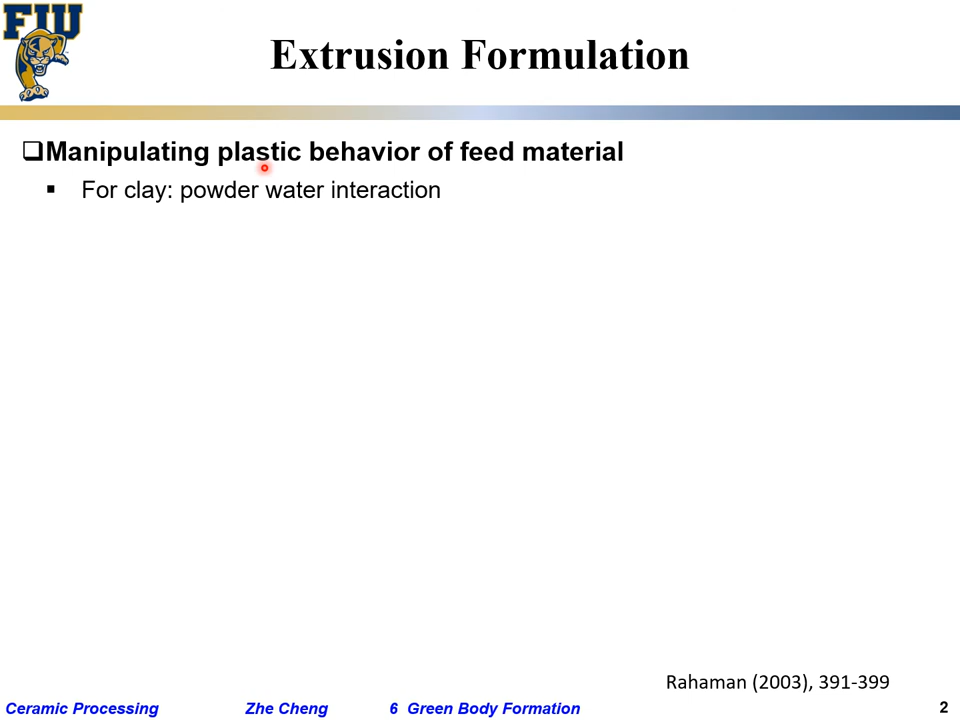 FIU
Extrusion Formulation
❑Manipulating plastic behavior of feed material
▪ For clay: powder water interaction
Rahaman (2003), 391-399
Ceramic Processing Zhe Cheng 6 Green Body Formation 2